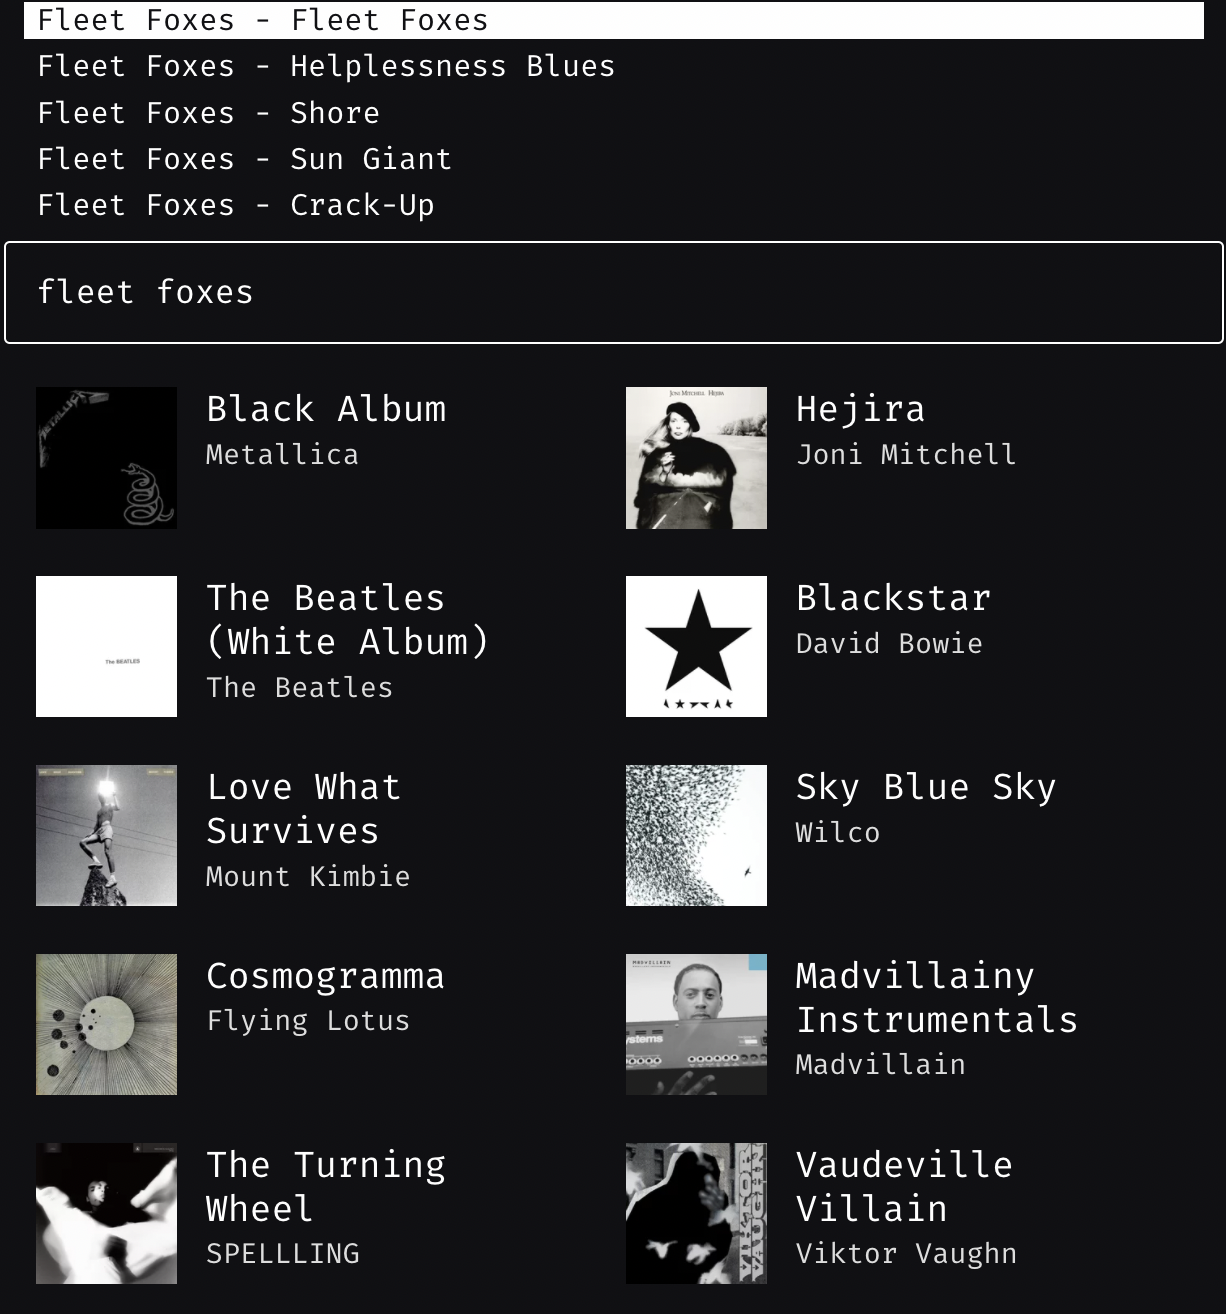 Fleet Foxes - Fleet Foxes
Fleet Foxes - Helplessness Blues
Fleet Foxes - Shore
Fleet Foxes - Sun Giant
Fleet Foxes - Crack-Up
fleet foxes
METALLICA
Black Album
Metallica
JONI MITCHELL HEJIRA
Hejira
Joni Mitchell
The BEATLES
The Beatles
(White Album)
The Beatles
Blackstar
David Bowie
Love What
Survives
Mount Kimbie
Sky Blue Sky
Wilco
Cosmogramma
Flying Lotus
MADVILLAIN
ystems
Madvillainy
Instrumentals
Madvillain
The Turning
Wheel
SPELLLING
VIKTOR
VAUGHN
Vaudeville
Villain
Viktor Vaughn